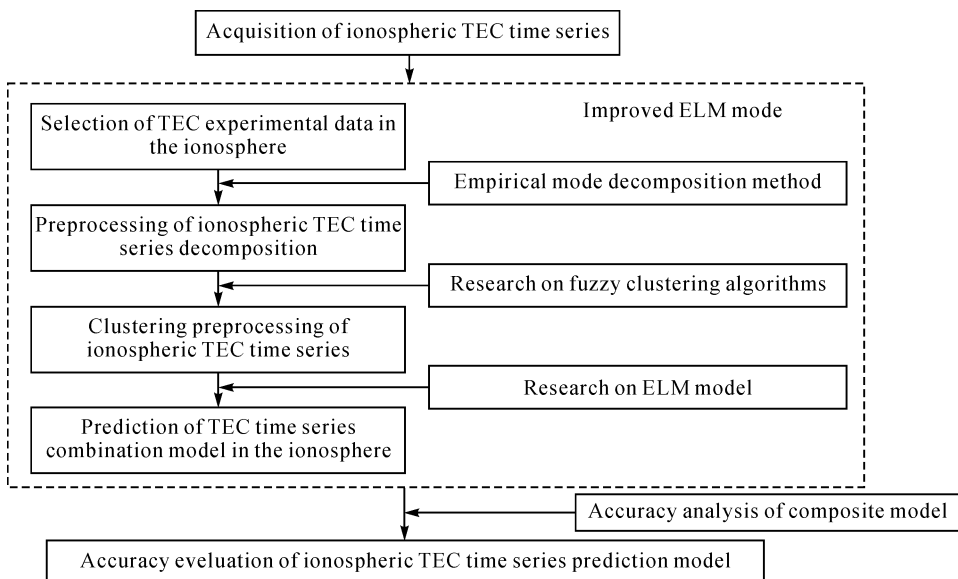 Acquisition of ionospheric TEC time series
Improved ELM mode
Selection of TEC experimental data in
the ionosphere
Empirical mode decomposition method
Preprocessing of ionospheric TEC time
series decomposition
Research on fuzzy clustering algorithms
Clustering preprocessing of
ionospheric TEC time series
Research on ELM model
Prediction of TEC time series
combination model in the ionosphere
Accuracy analysis of composite model
Accuracy eveluation of ionospheric TEC time series prediction model